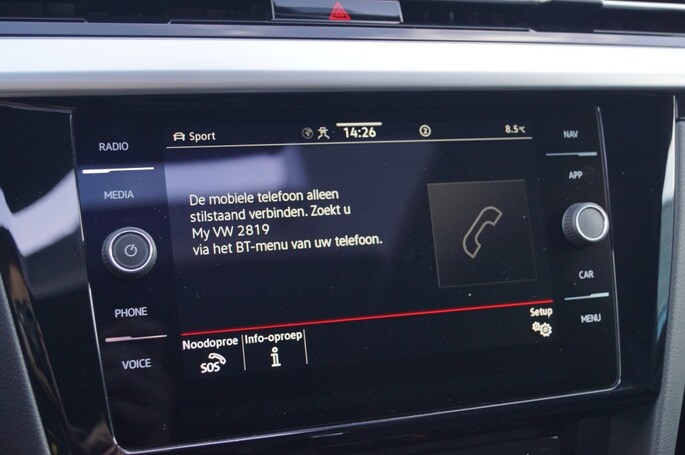 RADIO
MEDIA
PHONE
VOICE
Sport
14:26
2
8.5°C
De mobiele telefoon alleen
stilstaand verbinden. Zoekt u
My VW 2819
via het BT-menu van uw telefoon.
Noodoproe
SOS
Info-oproep
i
Setup
NAV
APP
CAR
MENU